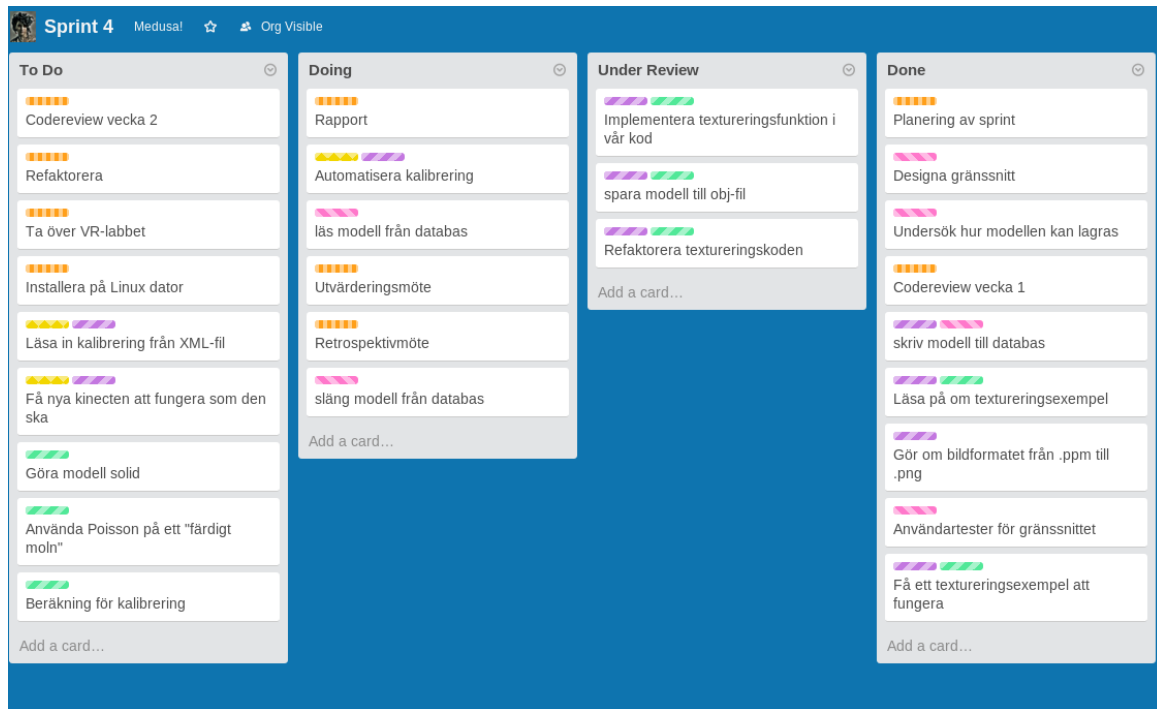 Sprint 4 Medusa! Org Visible
To Do
Codereview vecka 2
Refaktorera
Ta över VR-labbet
Installera på Linux dator
Läsa in kalibrering från XML-fil
Få nya kinecten att fungera som den
ska
Göra modell solid
Använda Poisson på ett "färdigt
moln"
Beräkning för kalibrering
Add a card…
Doing
Rapport
Automatisera kalibrering
läs modell från databas
Utvärderingsmöte
Retrospektivmöte
släng modell från databas
Add a card…
Under Review
Implementera textureringsfunktion i
vår kod
spara modell till obj-fil
Refaktorera textureringskoden
Add a card…
Done
Planering av sprint
Designa gränssnitt
Undersök hur modellen kan lagras
Codereview vecka 1
skriv modell till databas
Läsa på om textureringsexempel
Gör om bildformatet från .ppm till
.png
Användartester för gränssnittet
Få ett textureringsexempel att
fungera
Add a card…